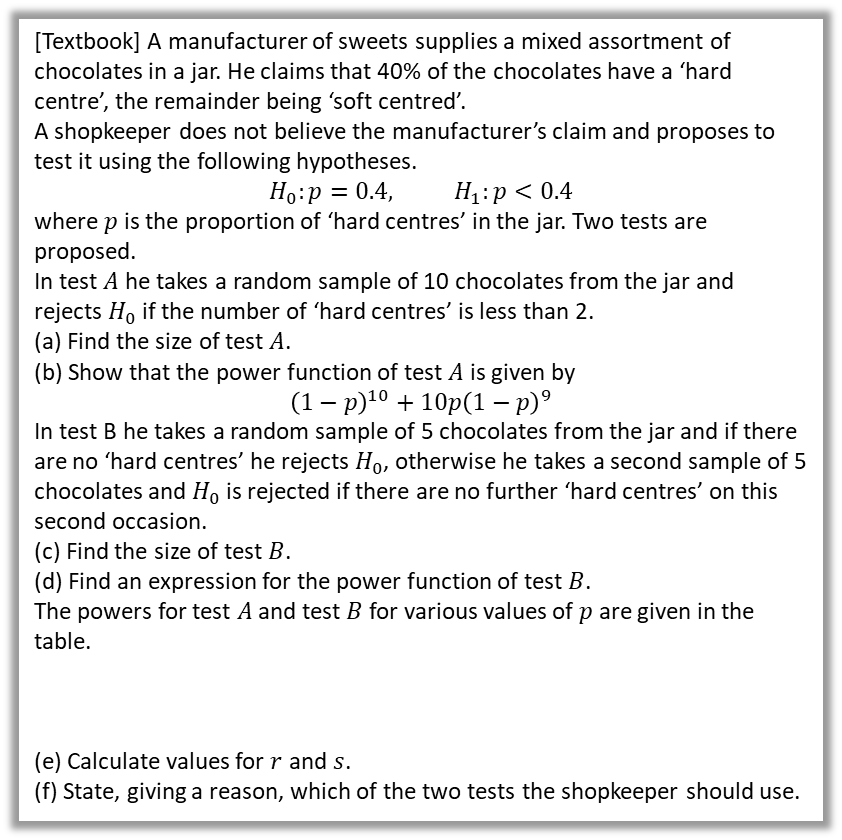 [Textbook] A manufacturer of sweets supplies a mixed assortment of
chocolates in a jar. He claims that 40% of the chocolates have a ‘hard
centre’, the remainder being ‘soft centred’.
A shopkeeper does not believe the manufacturer’s claim and proposes to
test it using the following hypotheses.
H₀: p = 0.4,   H₁: p < 0.4
where p is the proportion of ‘hard centres’ in the jar. Two tests are
proposed.
In test A he takes a random sample of 10 chocolates from the jar and
rejects H₀ if the number of ‘hard centres’ is less than 2.
(a) Find the size of test A.
(b) Show that the power function of test A is given by
(1 − p)¹⁰ + 10p(1 − p)⁹
In test B he takes a random sample of 5 chocolates from the jar and if there
are no ‘hard centres’ he rejects H₀, otherwise he takes a second sample of 5
chocolates and H₀ is rejected if there are no further ‘hard centres’ on this
second occasion.
(c) Find the size of test B.
(d) Find an expression for the power function of test B.
The powers for test A and test B for various values of p are given in the
table.
(e) Calculate values for r and s.
(f) State, giving a reason, which of the two tests the shopkeeper should use.